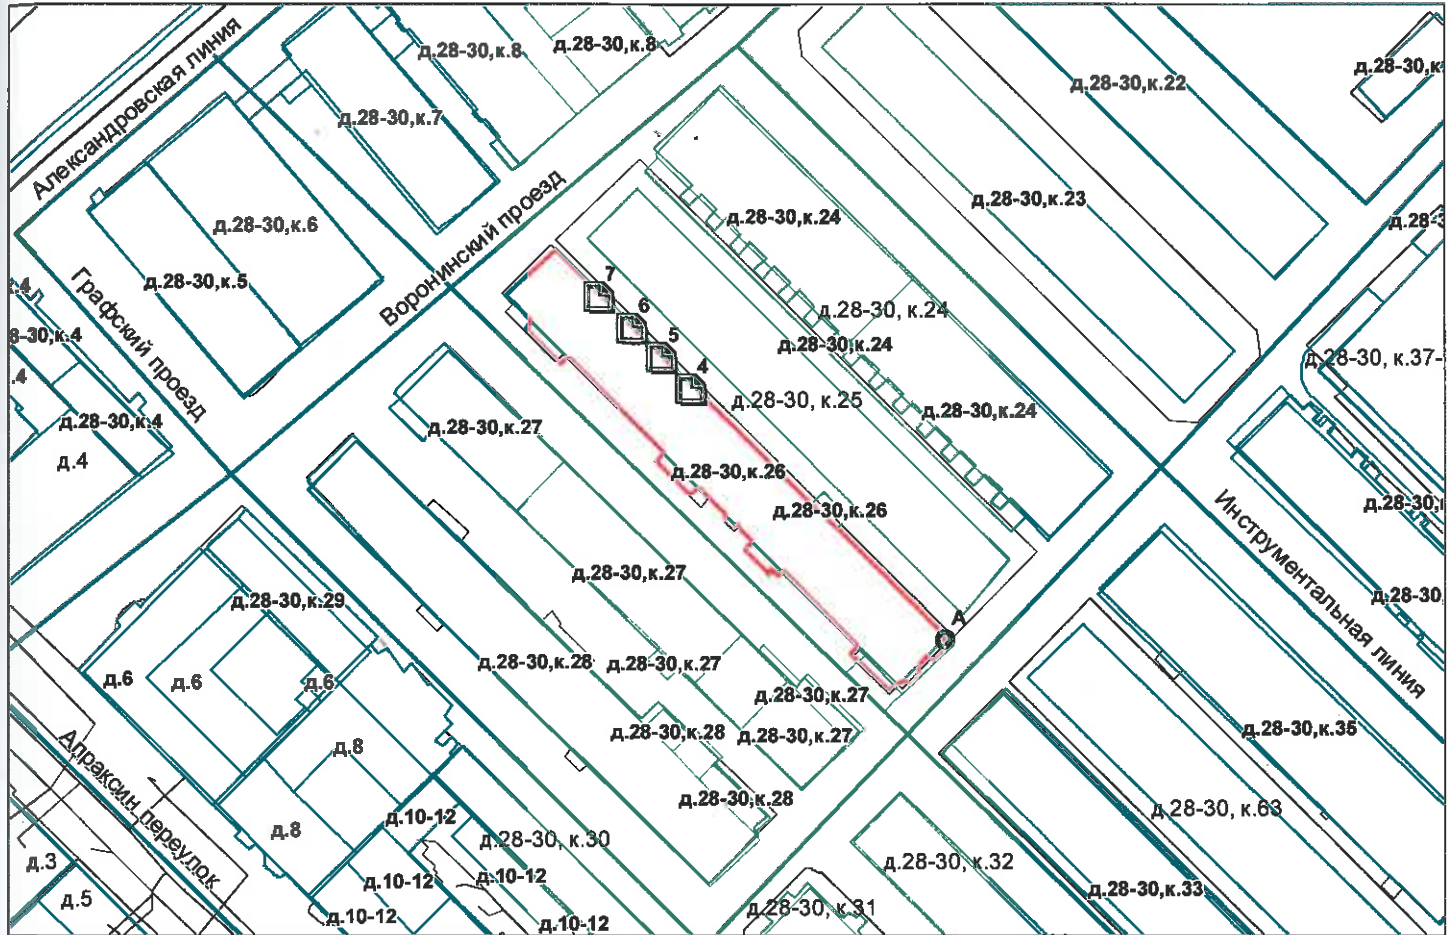 Александровская линия
д.28-30,к.8
д.28-30,к.8
д.28-30,к.22
д.28-30,к
д.28-30,к.7
д.28-30,к.6
д.28-30,к.5
Воронинский проезд
д.28-30,к.24
д.28-30,к.23
Графский проезд
7
6
5
4
д.28-30, к.24
д.28-30,к.24
д.28-30, к.37-
д.28-30, к.25
д.28-30,к.24
8-30,к.4
.4
д.28-30,к.4
д.4
д.28-30,к.27
д.28-30,к.26
д.28-30,к.26
Инструментальная линия
д.28-30,
д.28-30,к.27
д.28-30,к.29
А
д.6
д.6
д.6
д.28-30,к.28
д.28-30,к.27
д.28-30,к.27
д.28-30,к.28
д.28-30,к.27
д.28-30,к.35
Апраксин переулок
д.8
д.8
д.28-30,к.28
д.28-30, к.63
д.10-12
д.28-30, к.30
д.3
д.5
д.10-12
д.10-12
д.10-12
д.10-12
д.28-30, к.31
д.28-30, к.32
д.28-30,к.33